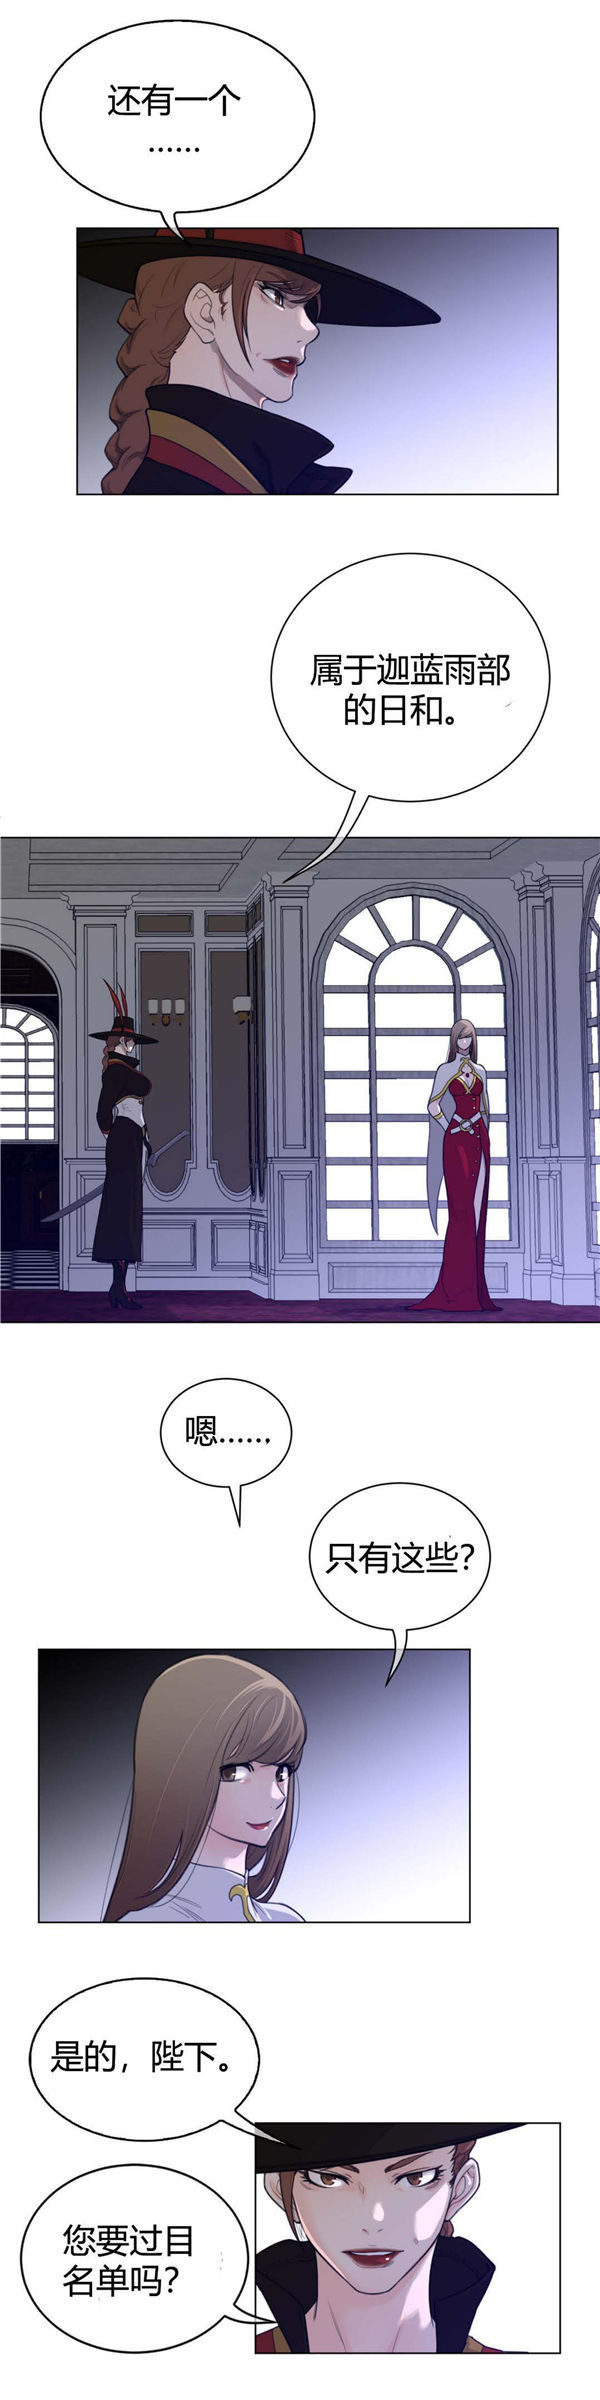 还有一个
……
属于迦蓝雨部
的日和。
嗯……
只有这些？
是的，陛下。
您要过目
名单吗？